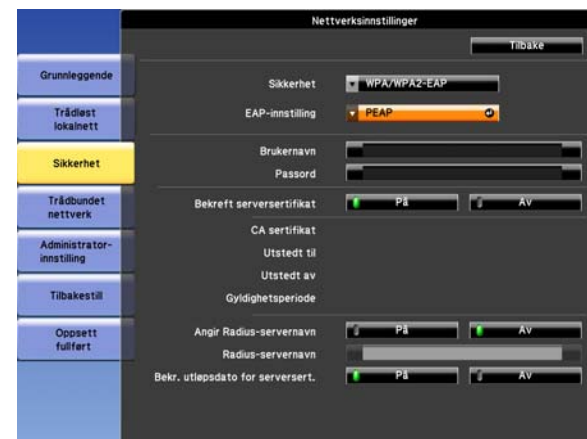 Nettverksinnstillinger
Tilbake
Grunnleggende
Trådløst
lokalnett
Sikkerhet
Trådbundet
nettverk
Administrator-
innstilling
Tilbakestill
Oppsett
fullført
Sikkerhet WPA/WPA2-EAP
EAP-innstilling PEAP
Brukernavn
Passord
Bekreft serversertifikat På Av
CA sertifikat
Utstedt til
Utstedt av
Gyldighetsperiode
Angir Radius-servernavn På Av
Radius-servernavn
Bekr. utløpsdato for serversert. På Av